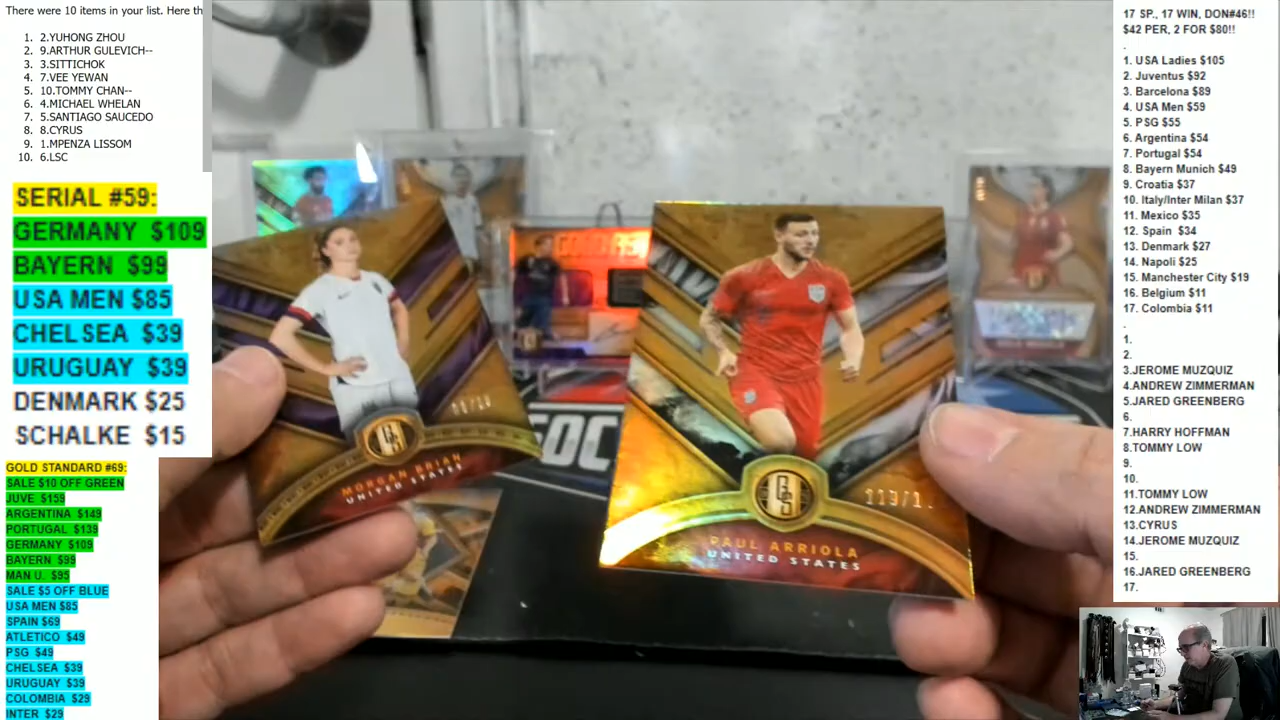 There were 10 items in your list. Here th
1. 2.YUHONG ZHOU
2. 9.ARTHUR GULEVICH--
3. 3.SITTICHOK
4. 7.VEE YEWAN
5. 10.TOMMY CHAN--
6. 4.MICHAEL WHELAN
7. 5.SANTIAGO SAUCEDO
8. 8.CYRUS
9. 1.MPENZA LISSOM
10. 6.LSC
SERIAL #59:
GERMANY $109
BAYERN $99
USA MEN $85
CHELSEA $39
URUGUAY $39
DENMARK $25
SCHALKE $15
GOLD STANDARD #69:
SALE $10 OFF GREEN
JUVE $159
ARGENTINA $149
PORTUGAL $139
GERMANY $109
BAYERN $99
MAN U. $95
SALE $5 OFF BLUE
USA MEN $85
SPAIN $69
ATLETICO $49
PSG $49
CHELSEA $39
URUGUAY $39
COLOMBIA $29
INTER $29
MORGAN BRIAN
UNITED STATES
GS
PAUL ARRIOLA
UNITED STATES
GS
SOC
17 SP., 17 WIN, DON#46!!
$42 PER, 2 FOR $80!!
.
1. USA Ladies $105
2. Juventus $92
3. Barcelona $89
4. USA Men $59
5. PSG $55
6. Argentina $54
7. Portugal $54
8. Bayern Munich $49
9. Croatia $37
10. Italy/Inter Milan $37
11. Mexico $35
12. Spain $34
13. Denmark $27
14. Napoli $25
15. Manchester City $19
16. Belgium $11
17. Colombia $11
.
1.
2.
3.JEROME MUZQUIZ
4.ANDREW ZIMMERMAN
5.JARED GREENBERG
6.
7.HARRY HOFFMAN
8.TOMMY LOW
9.
10.
11.TOMMY LOW
12.ANDREW ZIMMERMAN
13.CYRUS
14.JEROME MUZQUIZ
15.
16.JARED GREENBERG
17.